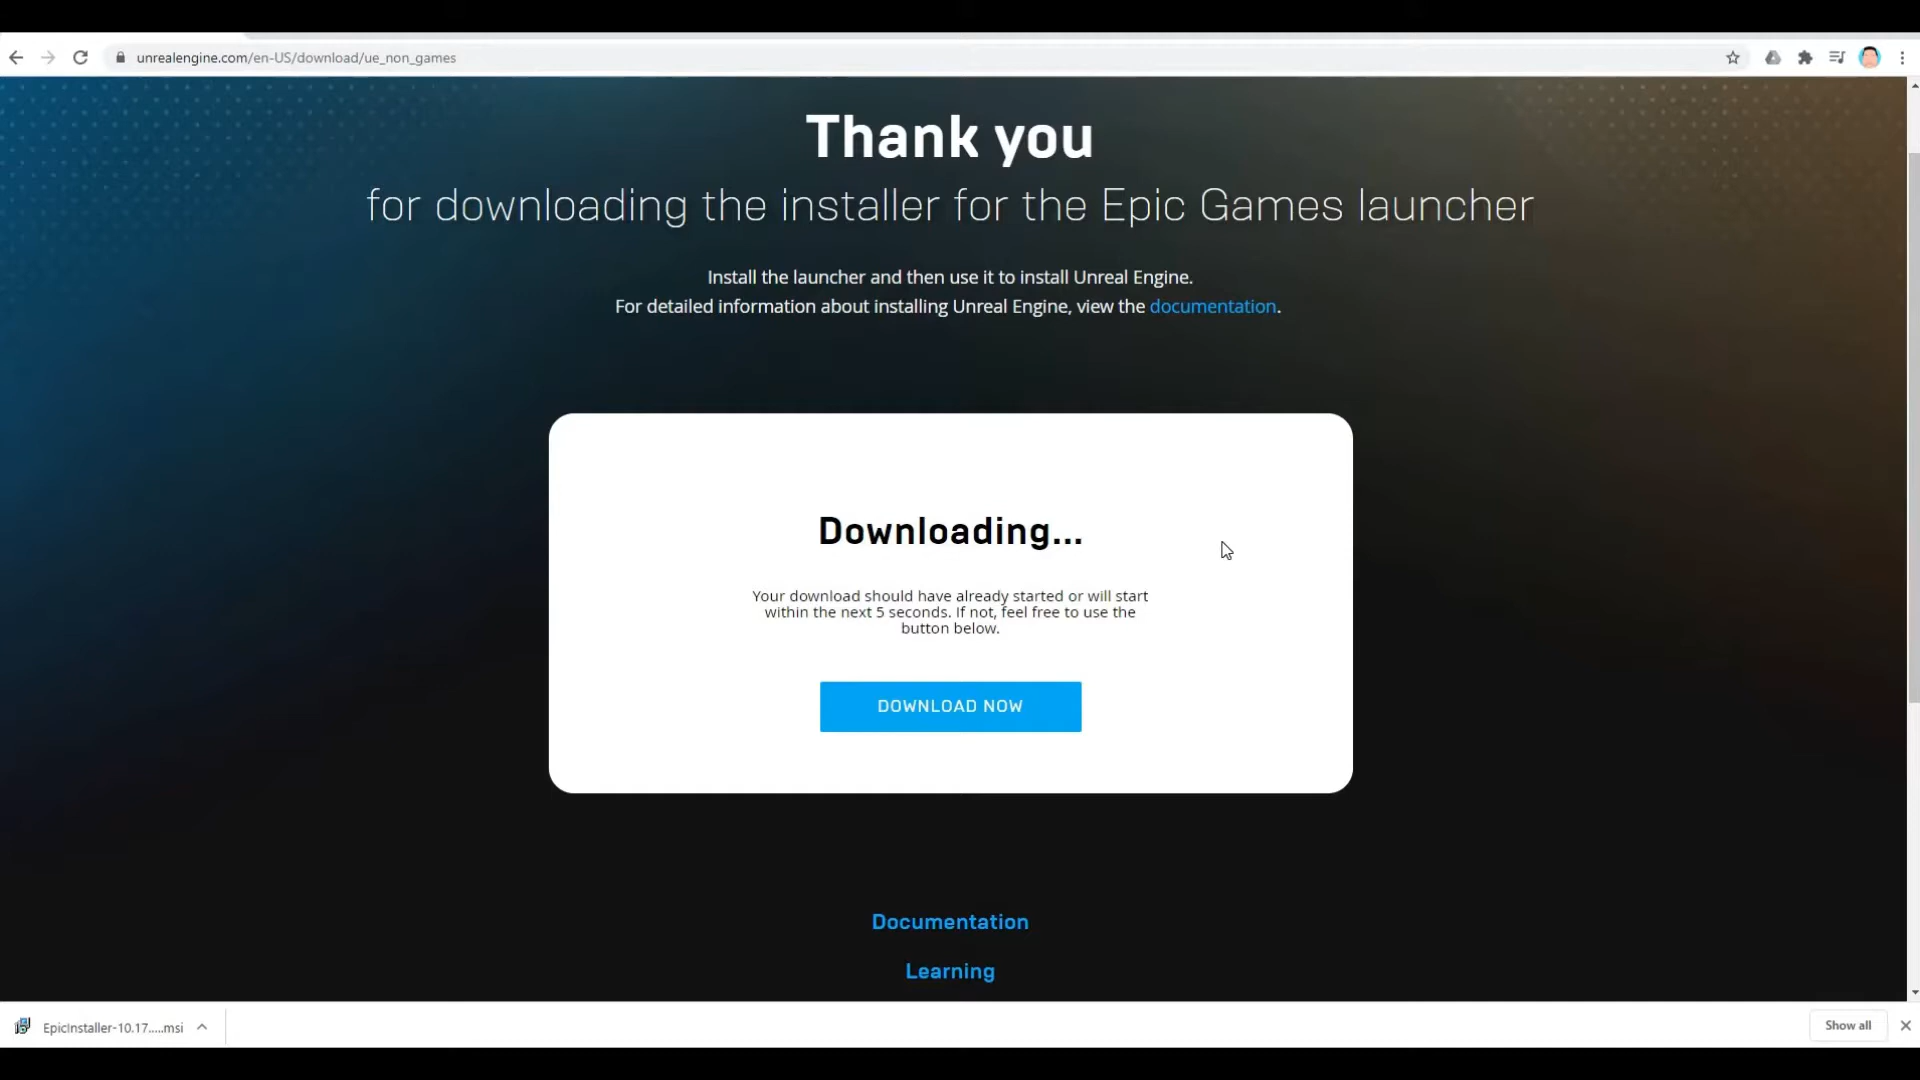 unrealengine.com/en-US/download/ue_non_games
Thank you
for downloading the installer for the Epic Games launcher
Install the launcher and then use it to install Unreal Engine.
For detailed information about installing Unreal Engine, view the documentation.
Downloading...
Your download should have already started or will start
within the next 5 seconds. If not, feel free to use the
button below.
DOWNLOAD NOW
Documentation
Learning
EpicInstaller-10.17.....msi
Show all